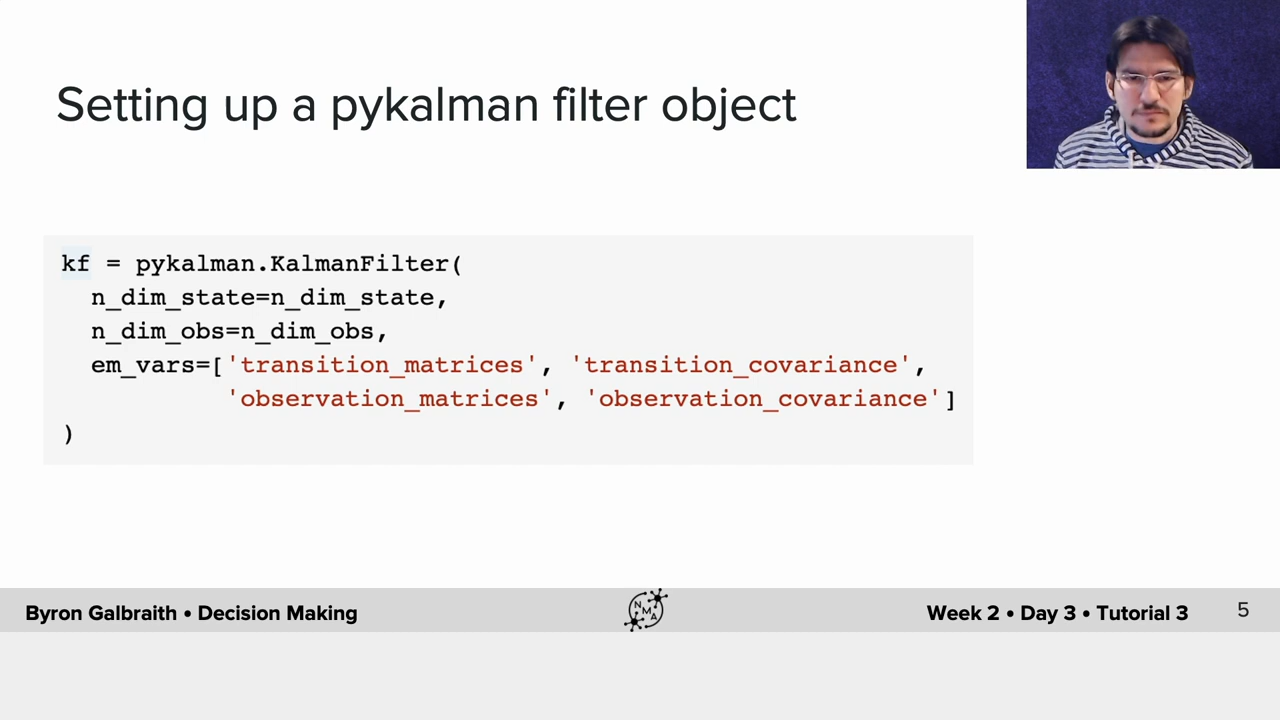 Setting up a pykalman filter object
kf = pykalman.KalmanFilter(
  n_dim_state=n_dim_state,
  n_dim_obs=n_dim_obs,
  em_vars=['transition_matrices', 'transition_covariance',
           'observation_matrices', 'observation_covariance']
)
Byron Galbraith • Decision Making
N M A
Week 2 • Day 3 • Tutorial 3
5